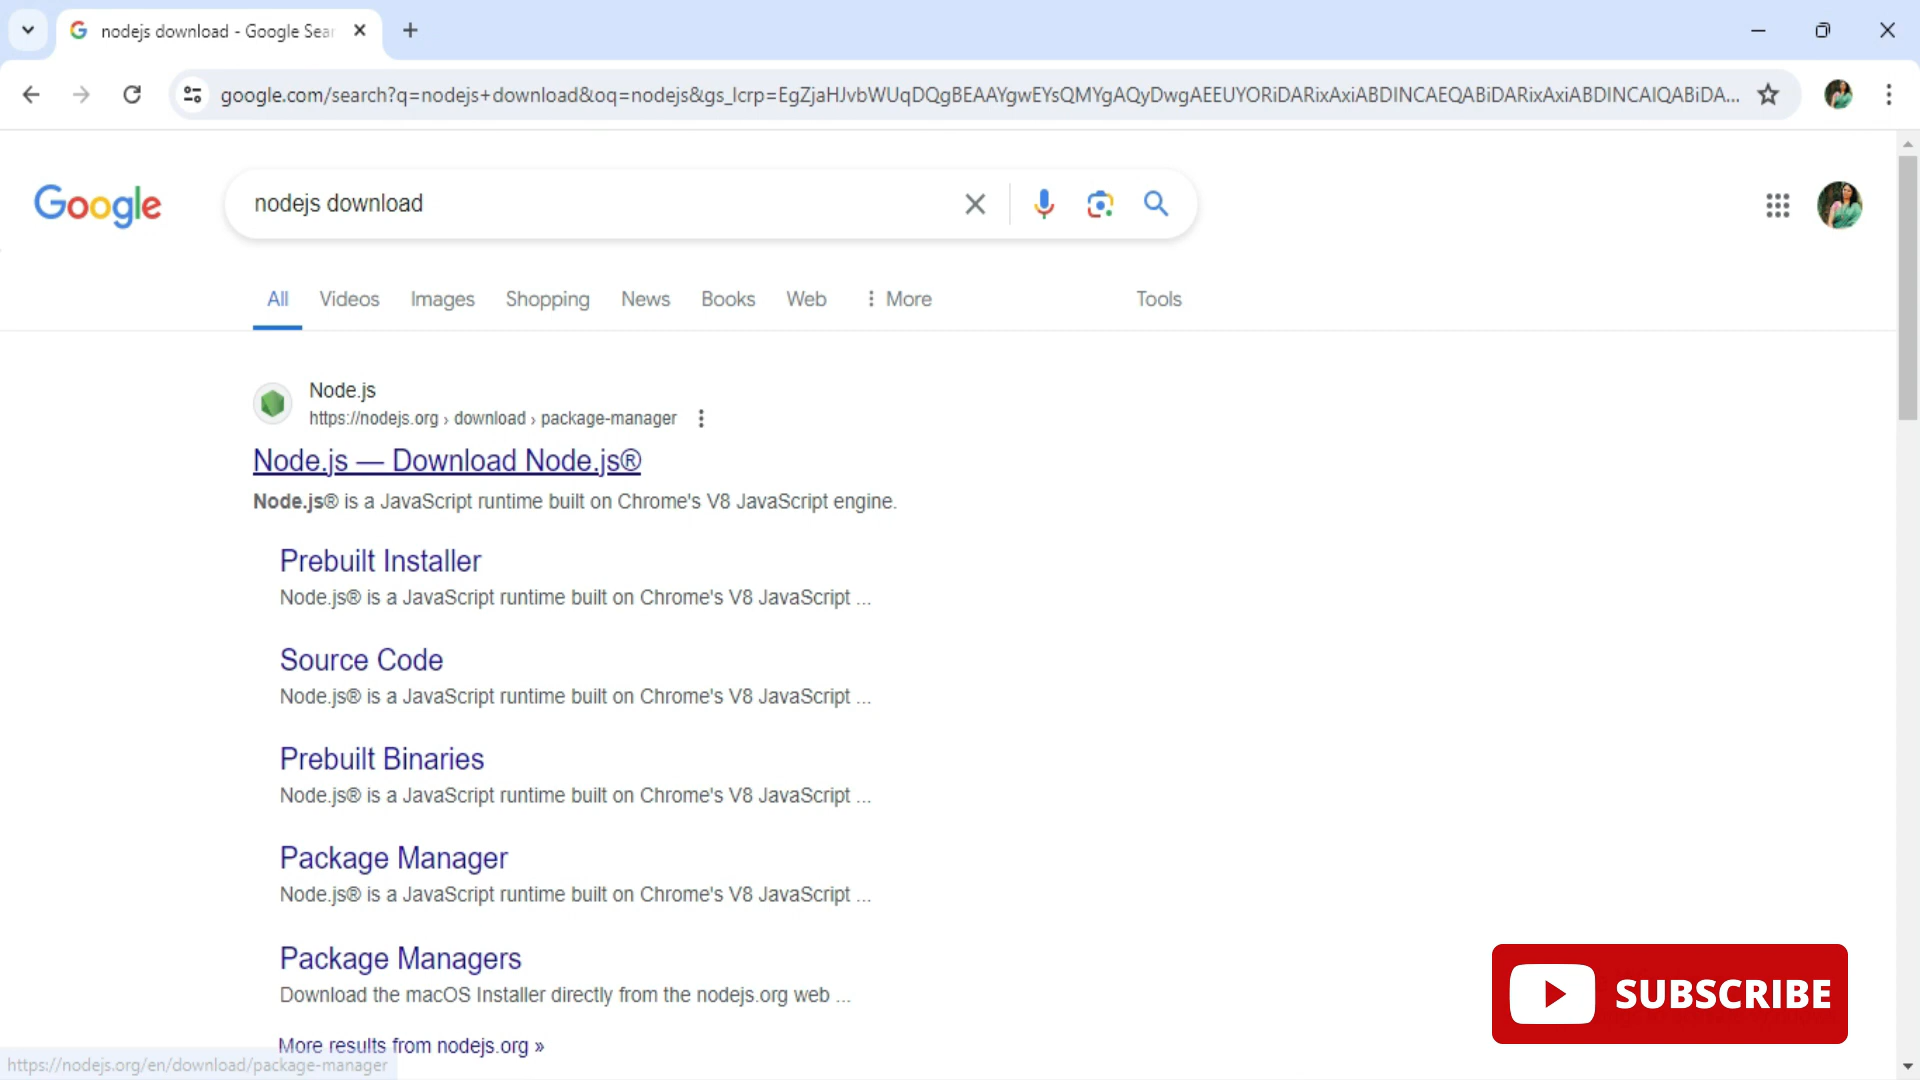 nodejs download - Google Sear
google.com/search?q=nodejs+download&oq=nodejs&gs_lcrp=EgZjaHJvbWUqDQgBEAAYgwEYsQMYgAQyDwgAEEUYORiDARixAxiABDINCAEQABiDARixAxiABDINCAIQABiDA...
Google
nodejs download
All Videos Images Shopping News Books Web More Tools
Node.js
https://nodejs.org › download › package-manager
Node.js — Download Node.js®
Node.js® is a JavaScript runtime built on Chrome's V8 JavaScript engine.
Prebuilt Installer
Node.js® is a JavaScript runtime built on Chrome's V8 JavaScript ...
Source Code
Node.js® is a JavaScript runtime built on Chrome's V8 JavaScript ...
Prebuilt Binaries
Node.js® is a JavaScript runtime built on Chrome's V8 JavaScript ...
Package Manager
Node.js® is a JavaScript runtime built on Chrome's V8 JavaScript ...
Package Managers
Download the macOS Installer directly from the nodejs.org web ...
SUBSCRIBE
More results from nodejs.org »
https://nodejs.org/en/download/package-manager